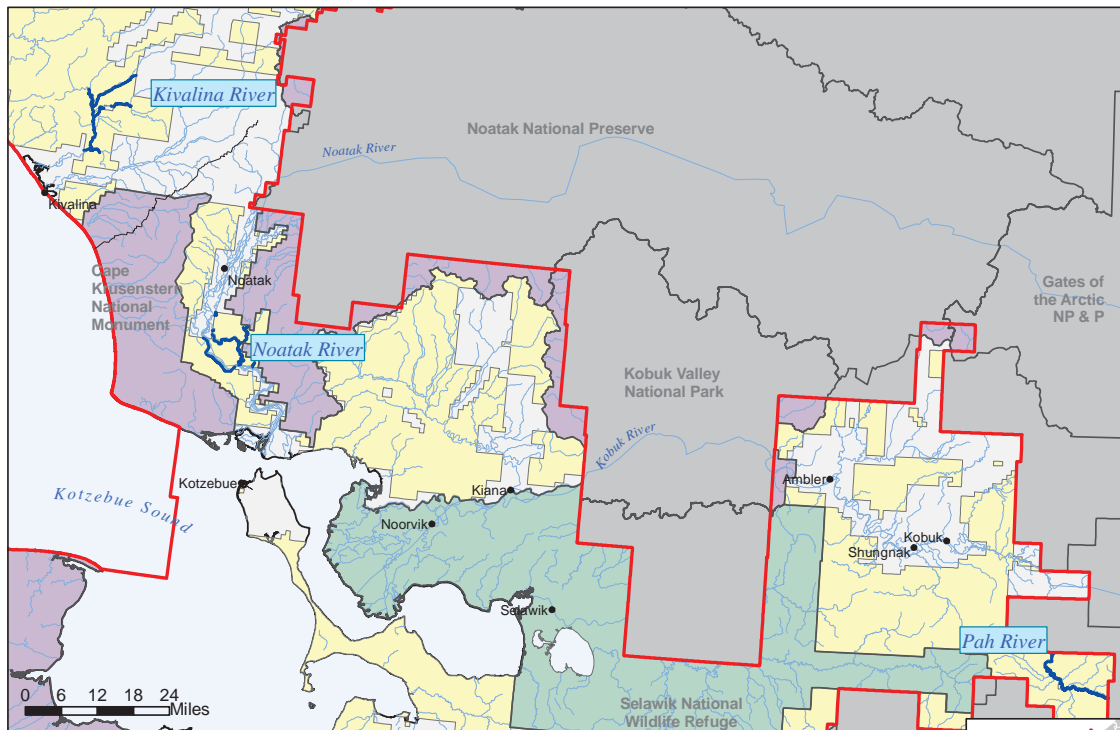 Kivalina River
Noatak National Preserve
Noatak River
Kivalina
Cape
Krusenstern
National
Monument
Noatak
Gates of
the Arctic
NP & P
Noatak River
Kobuk Valley
National Park
Kobuk River
Kotzebue
Kiana
Ambler
Kotzebue Sound
Noorvik
Kobuk
Shungnak
Selawik
Pah River
0 6 12 18 24
Miles
Selawik National
Wildlife Refuge